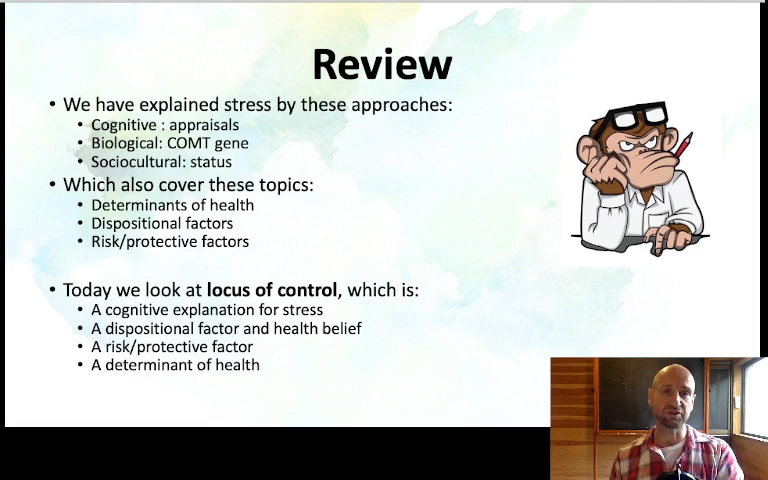 Review
• We have explained stress by these approaches:
• Cognitive : appraisals
• Biological: COMT gene
• Sociocultural: status
• Which also cover these topics:
• Determinants of health
• Dispositional factors
• Risk/protective factors
• Today we look at locus of control, which is:
• A cognitive explanation for stress
• A dispositional factor and health belief
• A risk/protective factor
• A determinant of health